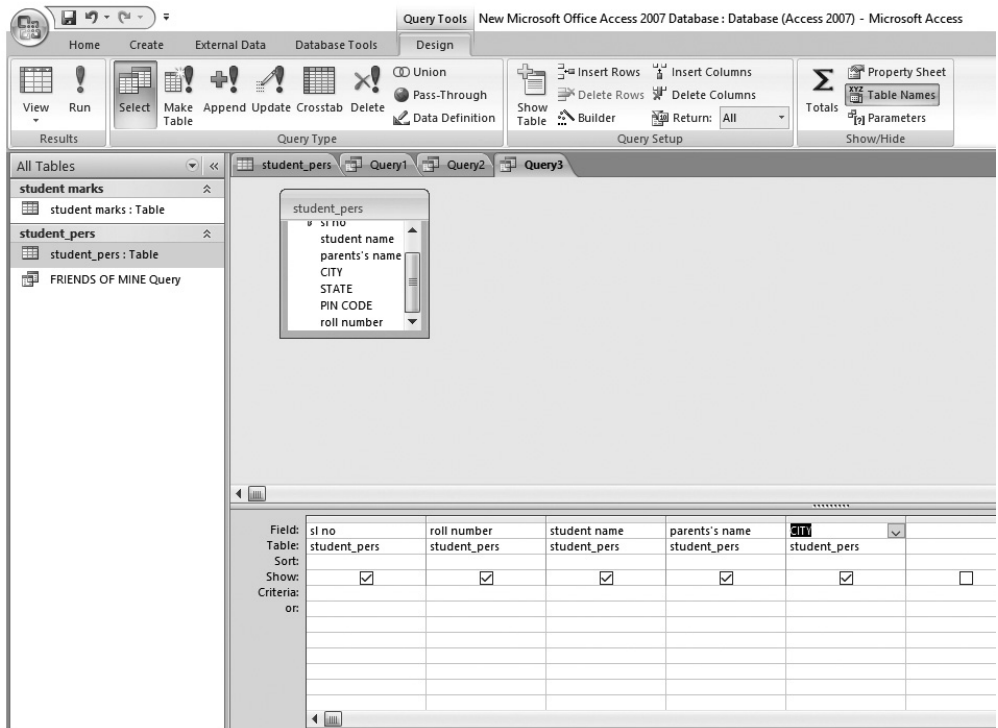 Query Tools New Microsoft Office Access 2007 Database : Database (Access 2007) - Microsoft Access
Home Create External Data Database Tools Design
View
Run
Results
Select
Make Table
Append
Update
Crosstab
Delete
Union
Pass-Through
Data Definition
Query Type
Show Table
Insert Rows
Delete Rows
Builder
Insert Columns
Delete Columns
Return: All
Query Setup
Totals
Property Sheet
XYZ Table Names
Parameters
Show/Hide
All Tables
student marks
student marks : Table
student_pers
student_pers : Table
FRIENDS OF MINE Query
student_pers Query1 Query2 Query3
student_pers
sl no
student name
parents's name
CITY
STATE
PIN CODE
roll number
Field: sl no roll number student name parents's name CITY
Table: student_pers student_pers student_pers student_pers student_pers
Sort:
Show:
Criteria:
or: